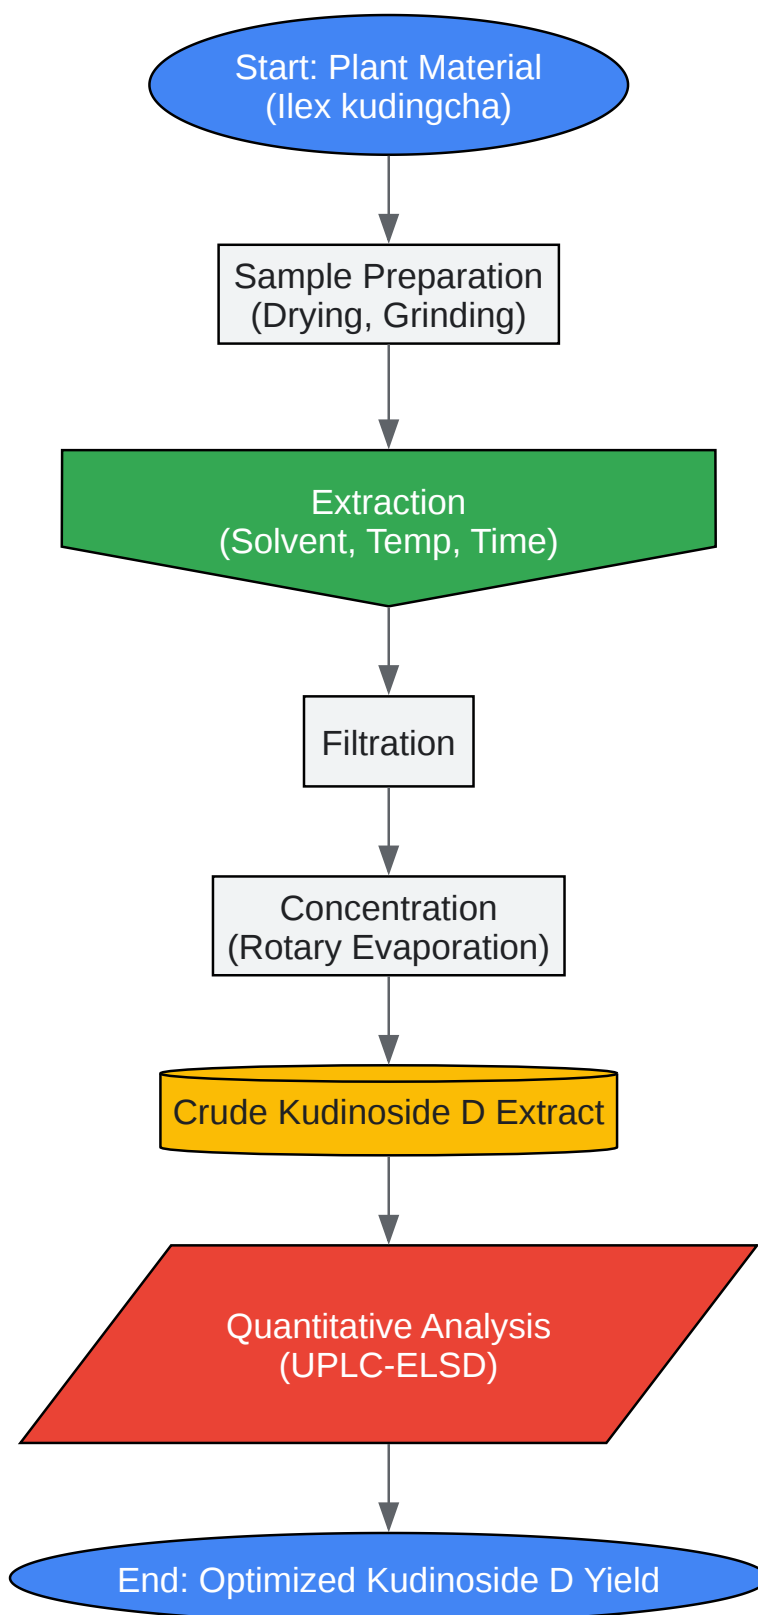 Start: Plant Material
(Ilex kudingcha)
Sample Preparation
(Drying, Grinding)
Extraction
(Solvent, Temp, Time)
Filtration
Concentration
(Rotary Evaporation)
Crude Kudinoside D Extract
Quantitative Analysis
(UPLC-ELSD)
End: Optimized Kudinoside D Yield